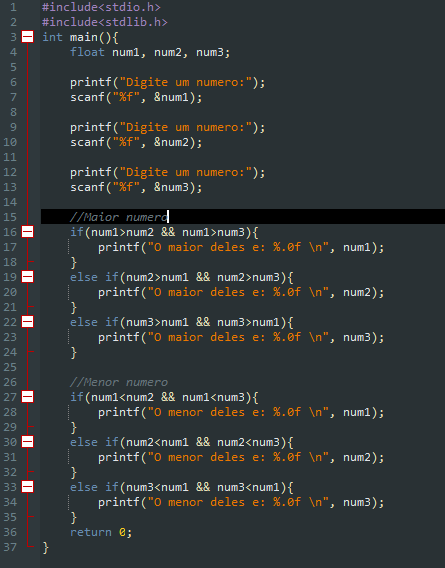 1 #include<stdio.h>
2 #include<stdlib.h>
3 int main(){
4 float num1, num2, num3;
5
6 printf("Digite um numero:");
7 scanf("%f", &num1);
8
9 printf("Digite um numero:");
10 scanf("%f", &num2);
11
12 printf("Digite um numero:");
13 scanf("%f", &num3);
14
15 //Maior numero
16 if(num1>num2 && num1>num3){
17 printf("O maior deles e: %.0f \n", num1);
18 }
19 else if(num2>num1 && num2>num3){
20 printf("O maior deles e: %.0f \n", num2);
21 }
22 else if(num3>num1 && num3>num1){
23 printf("O maior deles e: %.0f \n", num3);
24 }
25
26 //Menor numero
27 if(num1<num2 && num1<num3){
28 printf("O menor deles e: %.0f \n", num1);
29 }
30 else if(num2<num1 && num2<num3){
31 printf("O menor deles e: %.0f \n", num2);
32 }
33 else if(num3<num1 && num3<num1){
34 printf("O menor deles e: %.0f \n", num3);
35 }
36 return 0;
37 }